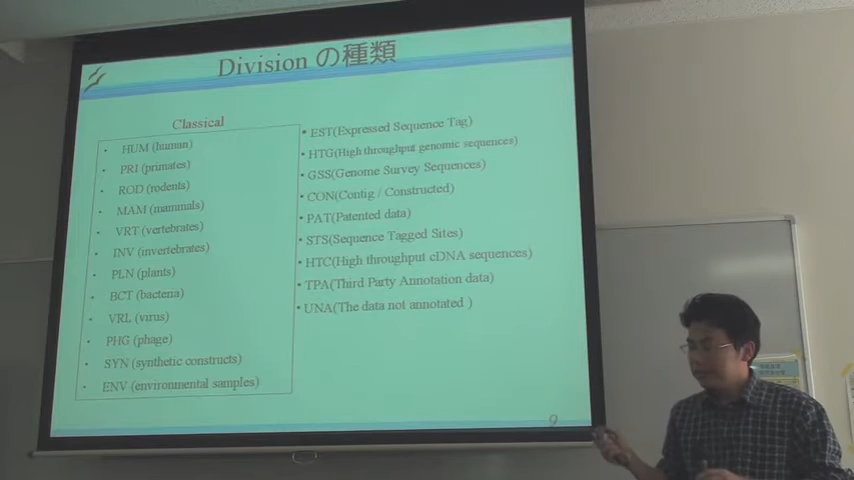 Division の種類
Classical
• HUM (human)
• PRI (primates)
• ROD (rodents)
• MAM (mammals)
• VRT (vertebrates)
• INV (invertebrates)
• PLN (plants)
• BCT (bacteria)
• VRL (virus)
• PHG (phage)
• SYN (synthetic constructs)
• ENV (environmental samples)
• EST(Expressed Sequence Tag)
• HTG(High throughput genomic sequences)
• GSS(Genome Survey Sequences)
• CON(Contig / Constructed)
• PAT(Patented data)
• STS(Sequence Tagged Sites)
• HTC(High throughput cDNA sequences)
• TPA(Third Party Annotation data)
• UNA(The data not annotated )
9